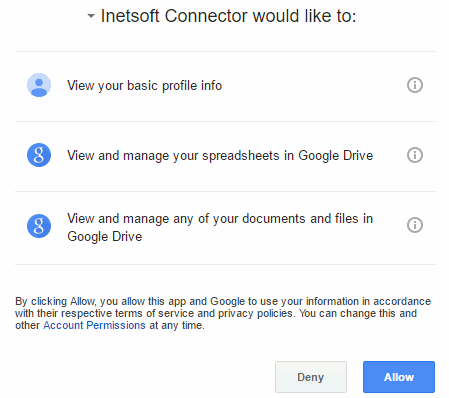 Inetsoft Connector would like to:
View your basic profile info
View and manage your spreadsheets in Google Drive
View and manage any of your documents and files in
Google Drive
By clicking Allow, you allow this app and Google to use your information in accordance
with their respective terms of service and privacy policies. You can change this and
other Account Permissions at any time.
Deny
Allow